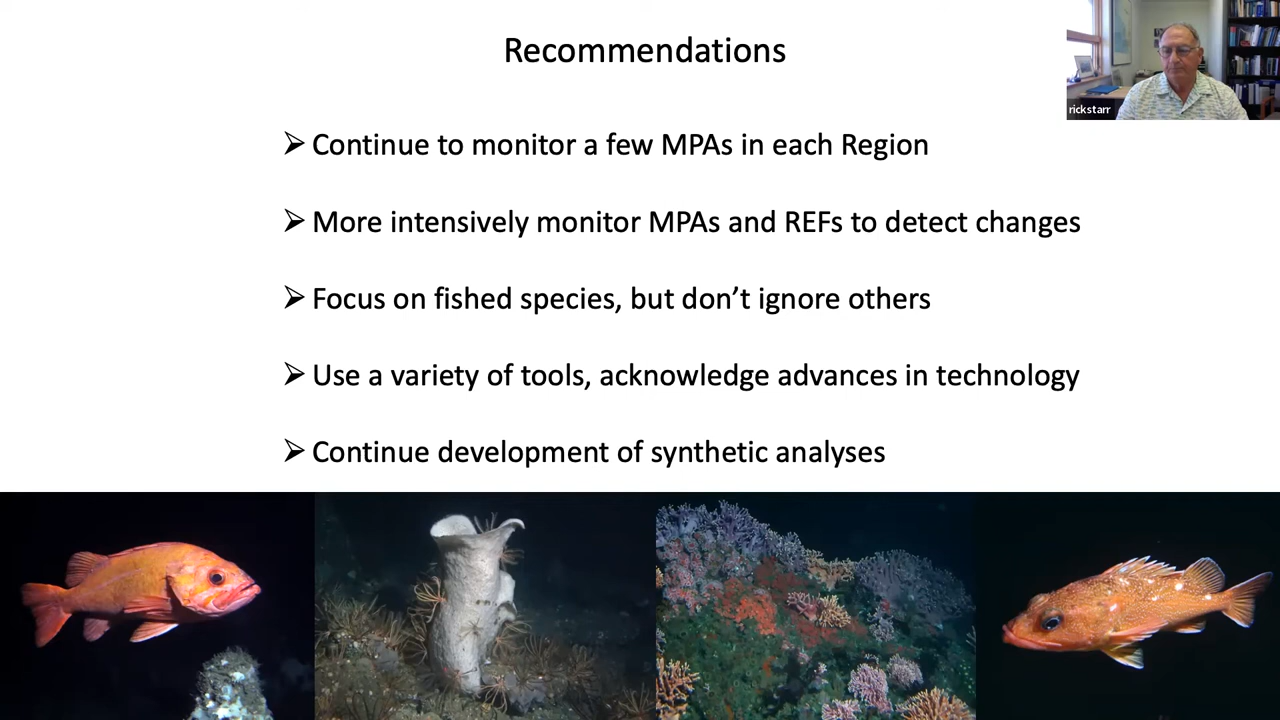 Recommendations
rickstarr
➢ Continue to monitor a few MPAs in each Region
➢ More intensively monitor MPAs and REFs to detect changes
➢ Focus on fished species, but don’t ignore others
➢ Use a variety of tools, acknowledge advances in technology
➢ Continue development of synthetic analyses